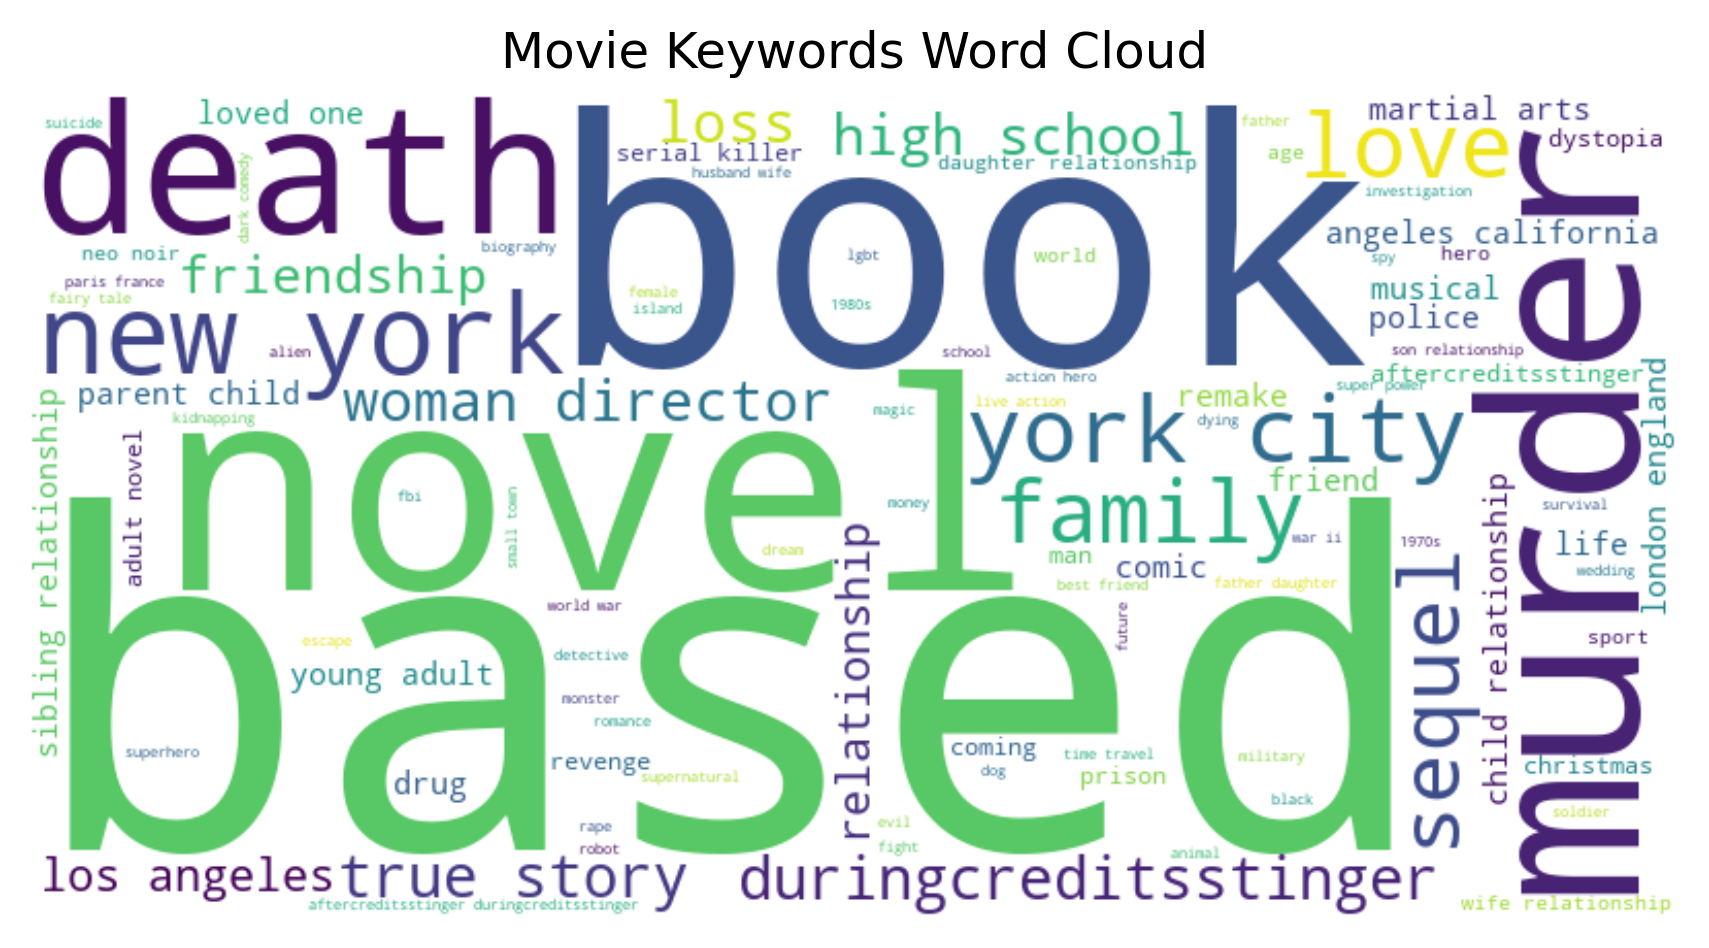 Movie Keywords Word Cloud
death
book
suicide
loved one
dark comedy
loss
serial killer
husband wife
high school
daughter relationship
father
age
love
martial arts
dystopia
investigation
angeles california
spy
hero
musical
police
son relationship
aftercreditsstinger
super power
murder
neo noir
biography
paris france
friendship
fairy tale
new york
alien
lgbt
world
female
island
1980s
school
action hero
parent child
woman director
kidnapping
magic
live action
remake
dying
york city
sibling relationship
adult novel
novel
fbi
small town
dream
money
family
friend
war ii
man
comic
best friend
father daughter
1970s
survival
life
wedding
london england
child relationship
sequel
sport
based
world war
escape
young adult
detective
monster
romance
relationship
future
superhero
drug
revenge
supernatural
coming
dog
time travel
prison
military
black
christmas
soldier
rape
robot
evil
fight
animal
los angeles
true story
duringcreditsstinger
aftercreditsstinger duringcreditsstinger
wife relationship